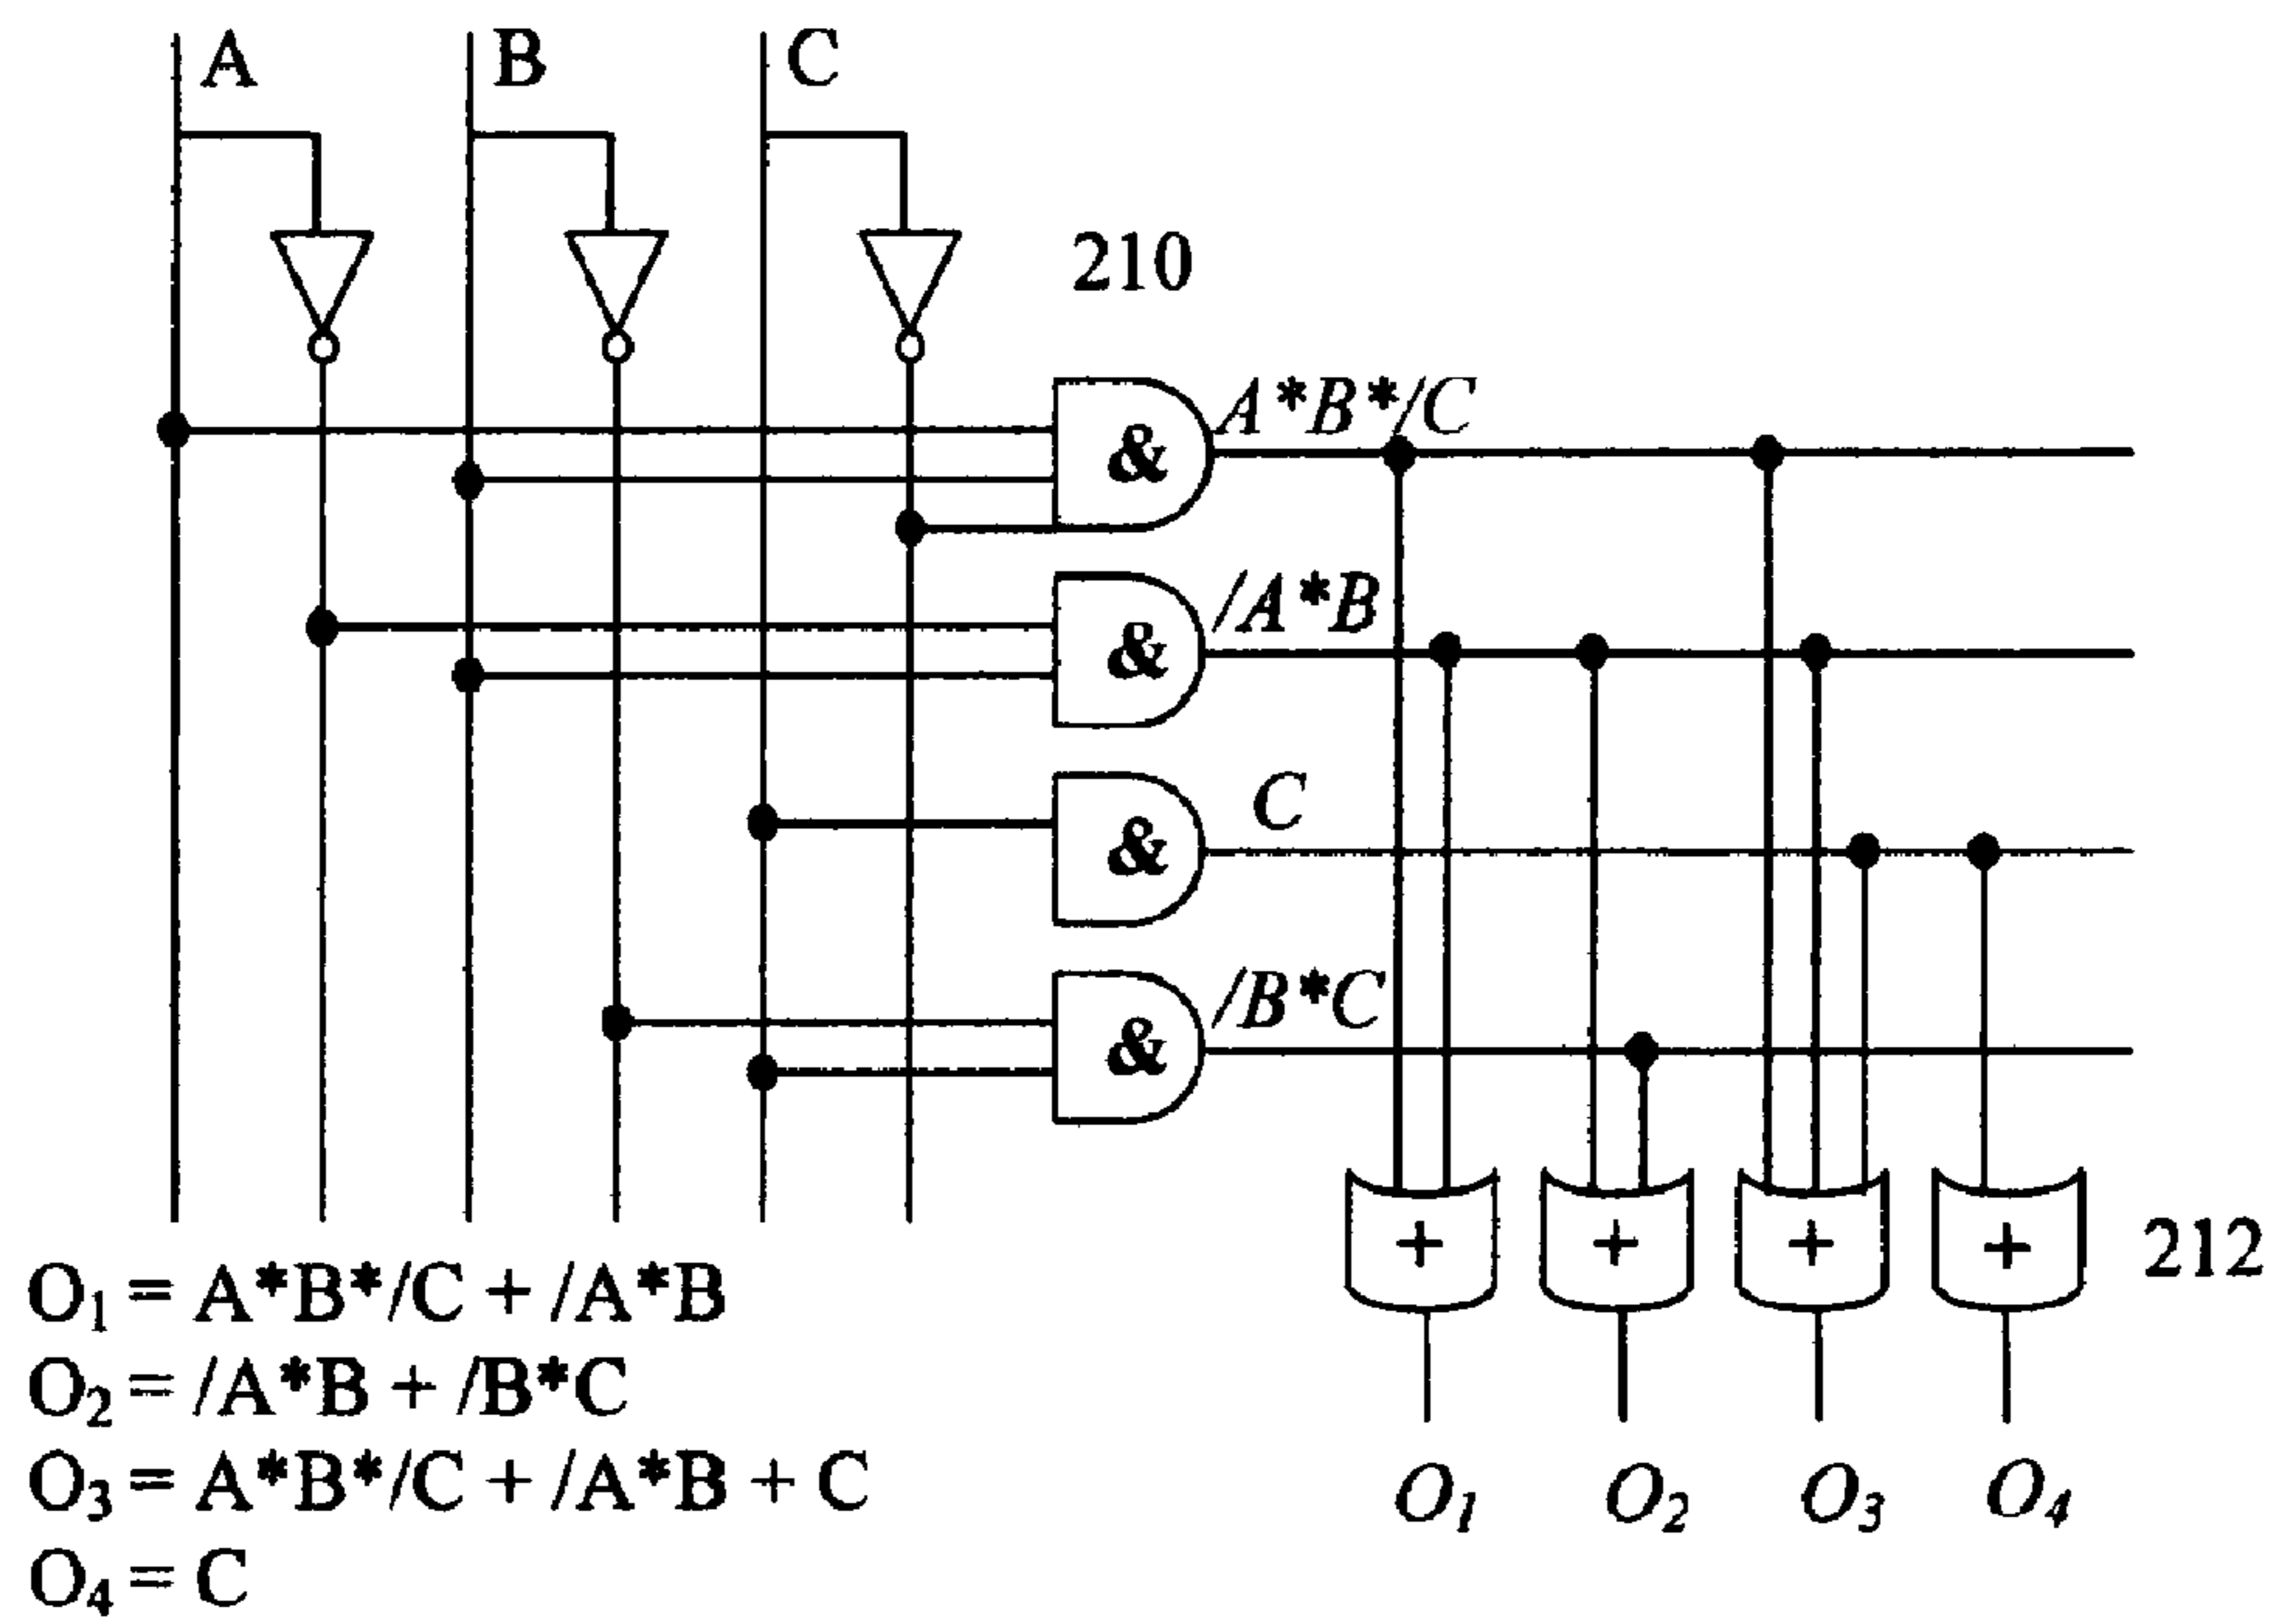 A B C
210
A*B*/C
&
/A*B
&
C
&
/B*C
&
+ + + + 212
O₁ = A*B*/C + /A*B
O₂ = /A*B + /B*C
O₃ = A*B*/C + /A*B + C
O₄ = C
O₁ O₂ O₃ O₄